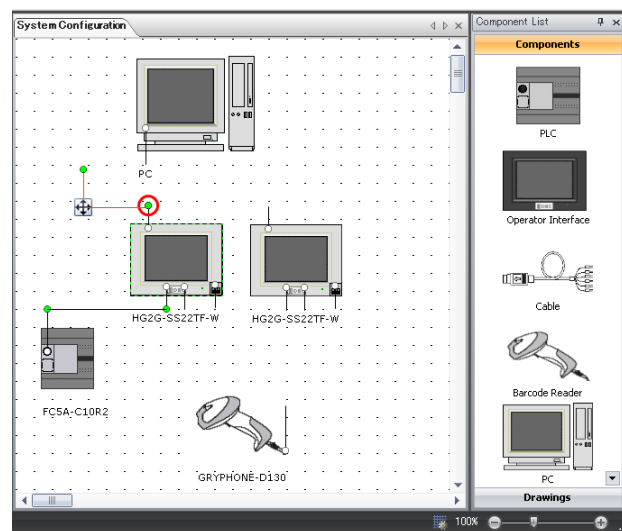 System Configuration
Component List
Components
PLC
Operator Interface
Cable
Barcode Reader
PC
Drawings
PC
HG2G-SS22TF-W
HG2G-SS22TF-W
FC5A-C10R2
GRYPHONE-D130
100%